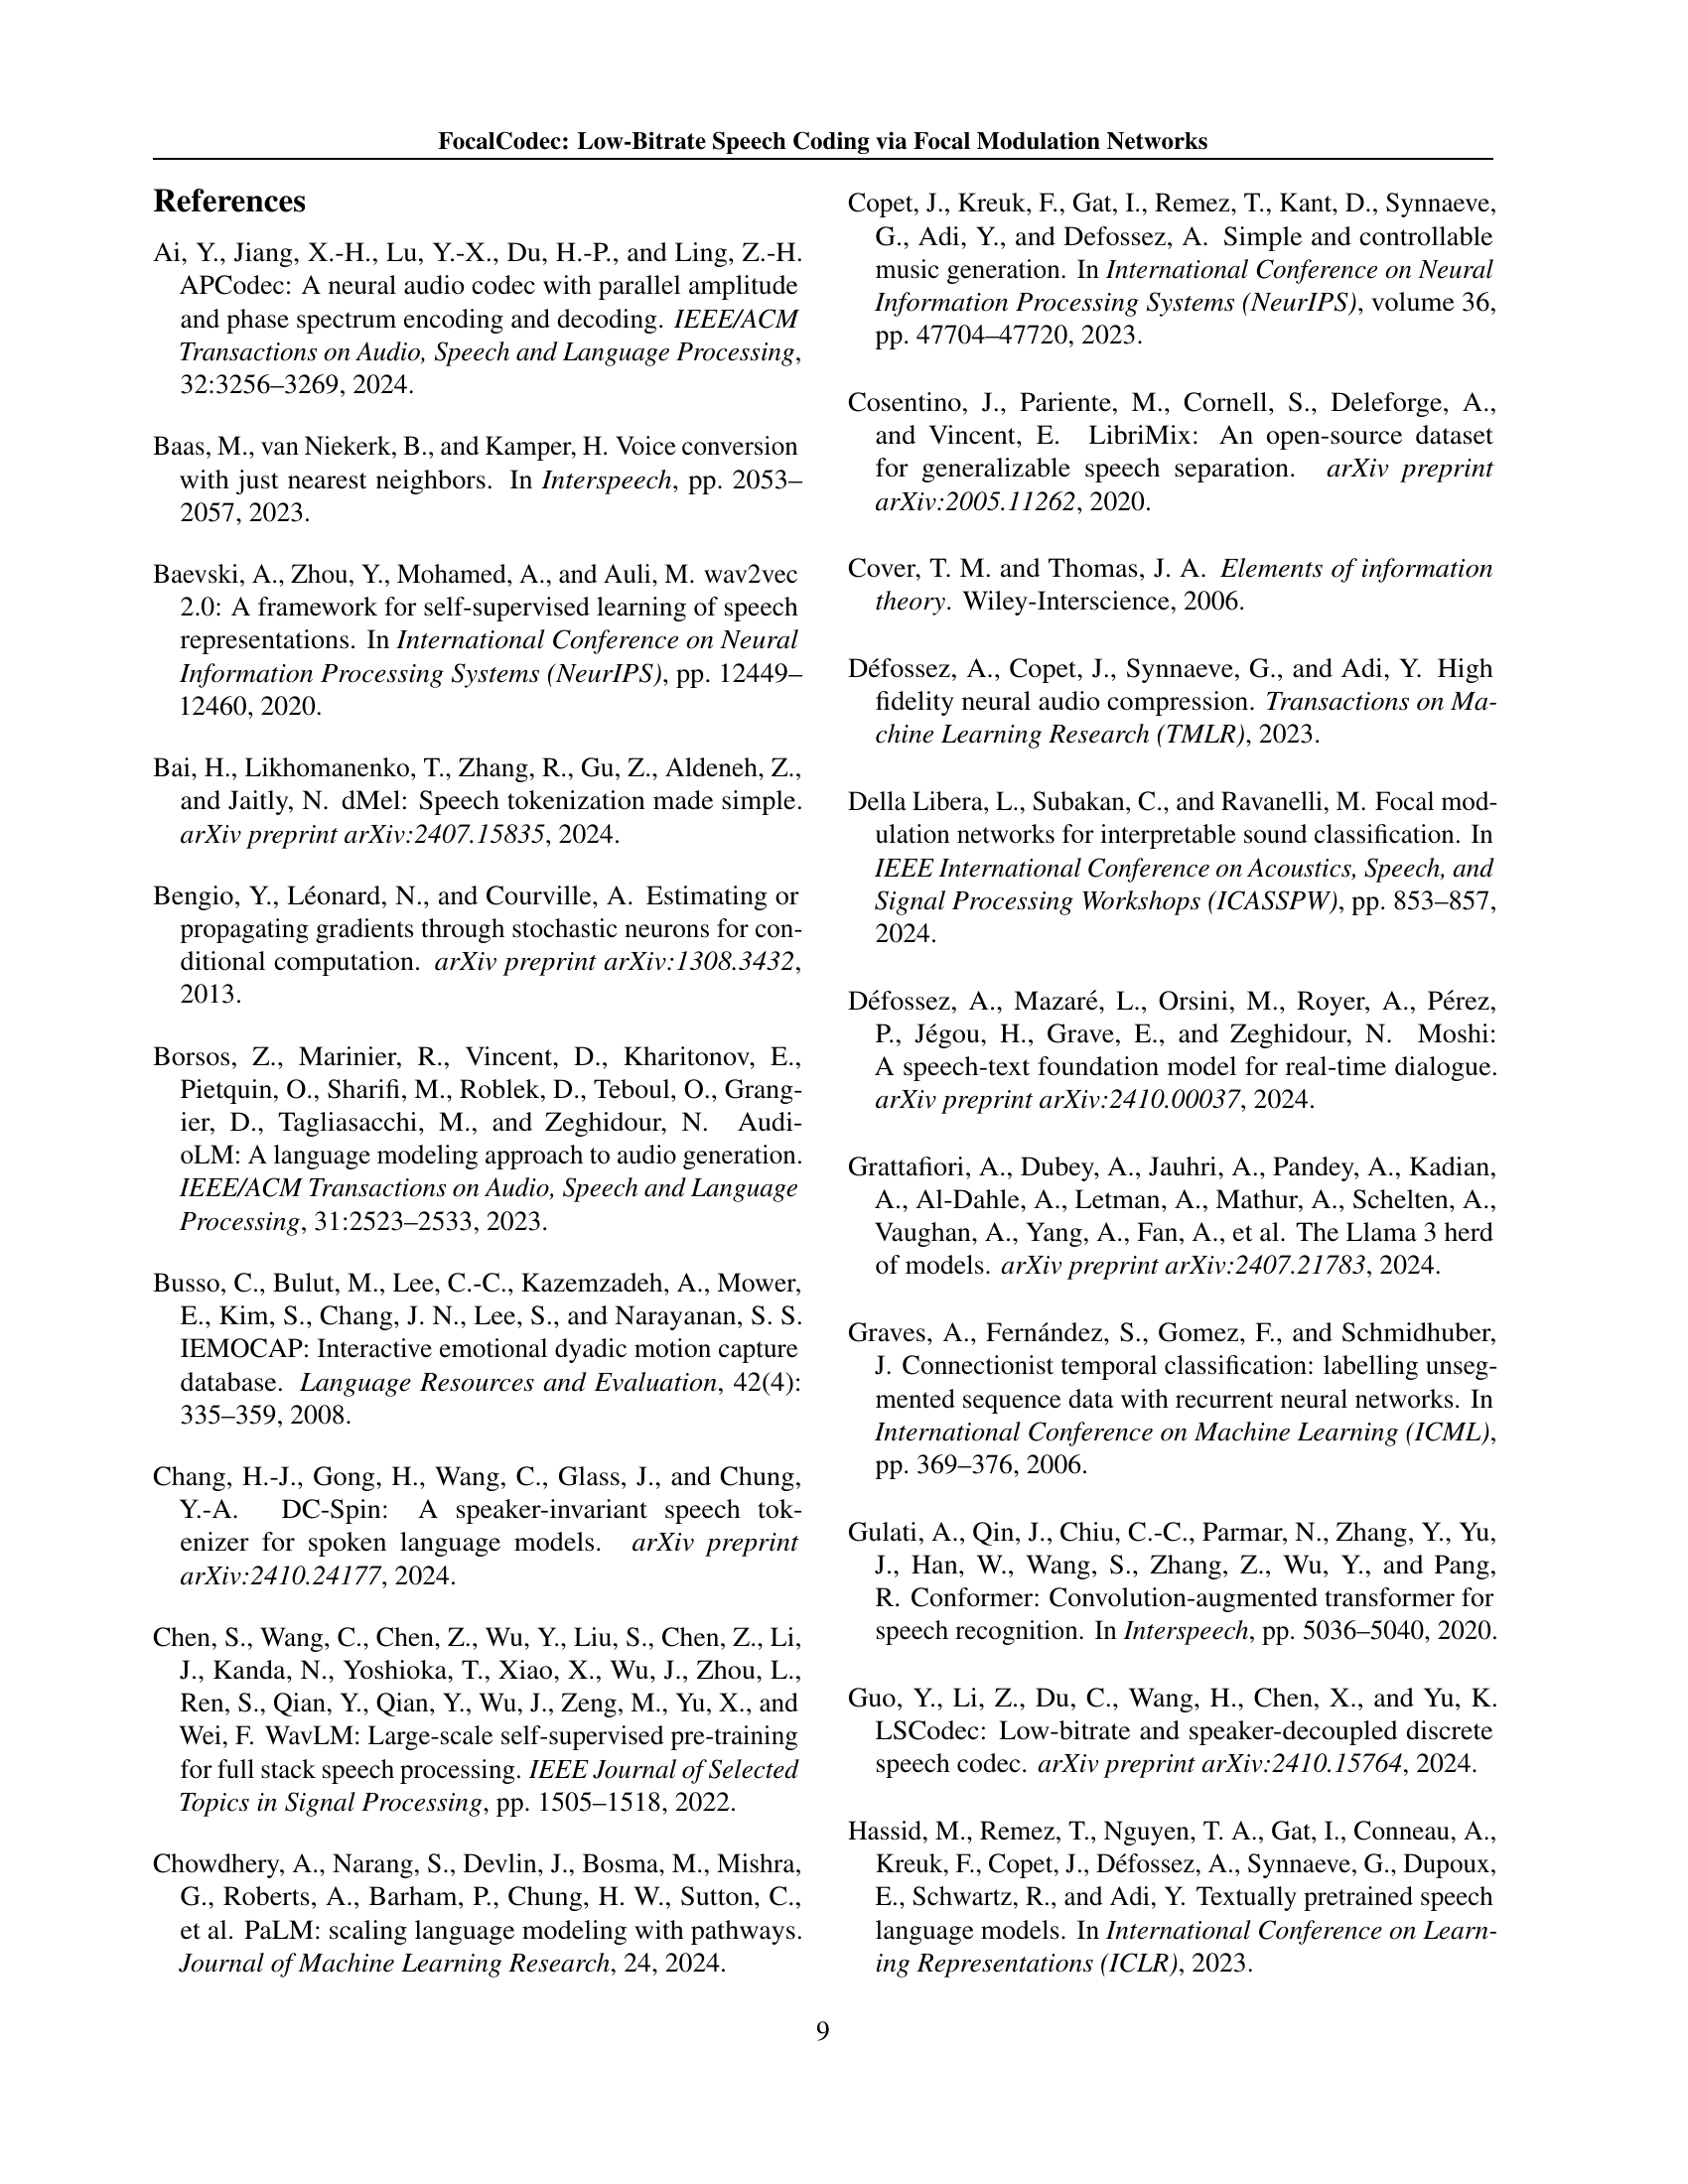 FocalCodec: Low-Bitrate Speech Coding via Focal Modulation Networks
References
Ai, Y., Jiang, X.-H., Lu, Y.-X., Du, H.-P., and Ling, Z.-H.
APCodec: A neural audio codec with parallel amplitude
and phase spectrum encoding and decoding. IEEE/ACM
Transactions on Audio, Speech and Language Processing,
32:3256–3269, 2024.
Baas, M., van Niekerk, B., and Kamper, H. Voice conversion
with just nearest neighbors. In Interspeech, pp. 2053–
2057, 2023.
Baevski, A., Zhou, Y., Mohamed, A., and Auli, M. wav2vec
2.0: A framework for self-supervised learning of speech
representations. In International Conference on Neural
Information Processing Systems (NeurIPS), pp. 12449–
12460, 2020.
Bai, H., Likhomanenko, T., Zhang, R., Gu, Z., Aldeneh, Z.,
and Jaitly, N. dMel: Speech tokenization made simple.
arXiv preprint arXiv:2407.15835, 2024.
Bengio, Y., Léonard, N., and Courville, A. Estimating or
propagating gradients through stochastic neurons for con-
ditional computation. arXiv preprint arXiv:1308.3432,
2013.
Borsos, Z., Marinier, R., Vincent, D., Kharitonov, E.,
Pietquin, O., Sharifi, M., Roblek, D., Teboul, O., Grang-
ier, D., Tagliasacchi, M., and Zeghidour, N. Audi-
oLM: A language modeling approach to audio generation.
IEEE/ACM Transactions on Audio, Speech and Language
Processing, 31:2523–2533, 2023.
Busso, C., Bulut, M., Lee, C.-C., Kazemzadeh, A., Mower,
E., Kim, S., Chang, J. N., Lee, S., and Narayanan, S. S.
IEMOCAP: Interactive emotional dyadic motion capture
database. Language Resources and Evaluation, 42(4):
335–359, 2008.
Chang, H.-J., Gong, H., Wang, C., Glass, J., and Chung,
Y.-A. DC-Spin: A speaker-invariant speech tok-
enizer for spoken language models. arXiv preprint
arXiv:2410.24177, 2024.
Chen, S., Wang, C., Chen, Z., Wu, Y., Liu, S., Chen, Z., Li,
J., Kanda, N., Yoshioka, T., Xiao, X., Wu, J., Zhou, L.,
Ren, S., Qian, Y., Qian, Y., Wu, J., Zeng, M., Yu, X., and
Wei, F. WavLM: Large-scale self-supervised pre-training
for full stack speech processing. IEEE Journal of Selected
Topics in Signal Processing, pp. 1505–1518, 2022.
Chowdhery, A., Narang, S., Devlin, J., Bosma, M., Mishra,
G., Roberts, A., Barham, P., Chung, H. W., Sutton, C.,
et al. PaLM: scaling language modeling with pathways.
Journal of Machine Learning Research, 24, 2024.
Copet, J., Kreuk, F., Gat, I., Remez, T., Kant, D., Synnaeve,
G., Adi, Y., and Defossez, A. Simple and controllable
music generation. In International Conference on Neural
Information Processing Systems (NeurIPS), volume 36,
pp. 47704–47720, 2023.
Cosentino, J., Pariente, M., Cornell, S., Deleforge, A.,
and Vincent, E. LibriMix: An open-source dataset
for generalizable speech separation. arXiv preprint
arXiv:2005.11262, 2020.
Cover, T. M. and Thomas, J. A. Elements of information
theory. Wiley-Interscience, 2006.
Défossez, A., Copet, J., Synnaeve, G., and Adi, Y. High
fidelity neural audio compression. Transactions on Ma-
chine Learning Research (TMLR), 2023.
Della Libera, L., Subakan, C., and Ravanelli, M. Focal mod-
ulation networks for interpretable sound classification. In
IEEE International Conference on Acoustics, Speech, and
Signal Processing Workshops (ICASSPW), pp. 853–857,
2024.
Défossez, A., Mazaré, L., Orsini, M., Royer, A., Pérez,
P., Jégou, H., Grave, E., and Zeghidour, N. Moshi:
A speech-text foundation model for real-time dialogue.
arXiv preprint arXiv:2410.00037, 2024.
Grattafiori, A., Dubey, A., Jauhri, A., Pandey, A., Kadian,
A., Al-Dahle, A., Letman, A., Mathur, A., Schelten, A.,
Vaughan, A., Yang, A., Fan, A., et al. The Llama 3 herd
of models. arXiv preprint arXiv:2407.21783, 2024.
Graves, A., Fernández, S., Gomez, F., and Schmidhuber,
J. Connectionist temporal classification: labelling unseg-
mented sequence data with recurrent neural networks. In
International Conference on Machine Learning (ICML),
pp. 369–376, 2006.
Gulati, A., Qin, J., Chiu, C.-C., Parmar, N., Zhang, Y., Yu,
J., Han, W., Wang, S., Zhang, Z., Wu, Y., and Pang,
R. Conformer: Convolution-augmented transformer for
speech recognition. In Interspeech, pp. 5036–5040, 2020.
Guo, Y., Li, Z., Du, C., Wang, H., Chen, X., and Yu, K.
LSCodec: Low-bitrate and speaker-decoupled discrete
speech codec. arXiv preprint arXiv:2410.15764, 2024.
Hassid, M., Remez, T., Nguyen, T. A., Gat, I., Conneau, A.,
Kreuk, F., Copet, J., Défossez, A., Synnaeve, G., Dupoux,
E., Schwartz, R., and Adi, Y. Textually pretrained speech
language models. In International Conference on Learn-
ing Representations (ICLR), 2023.
9